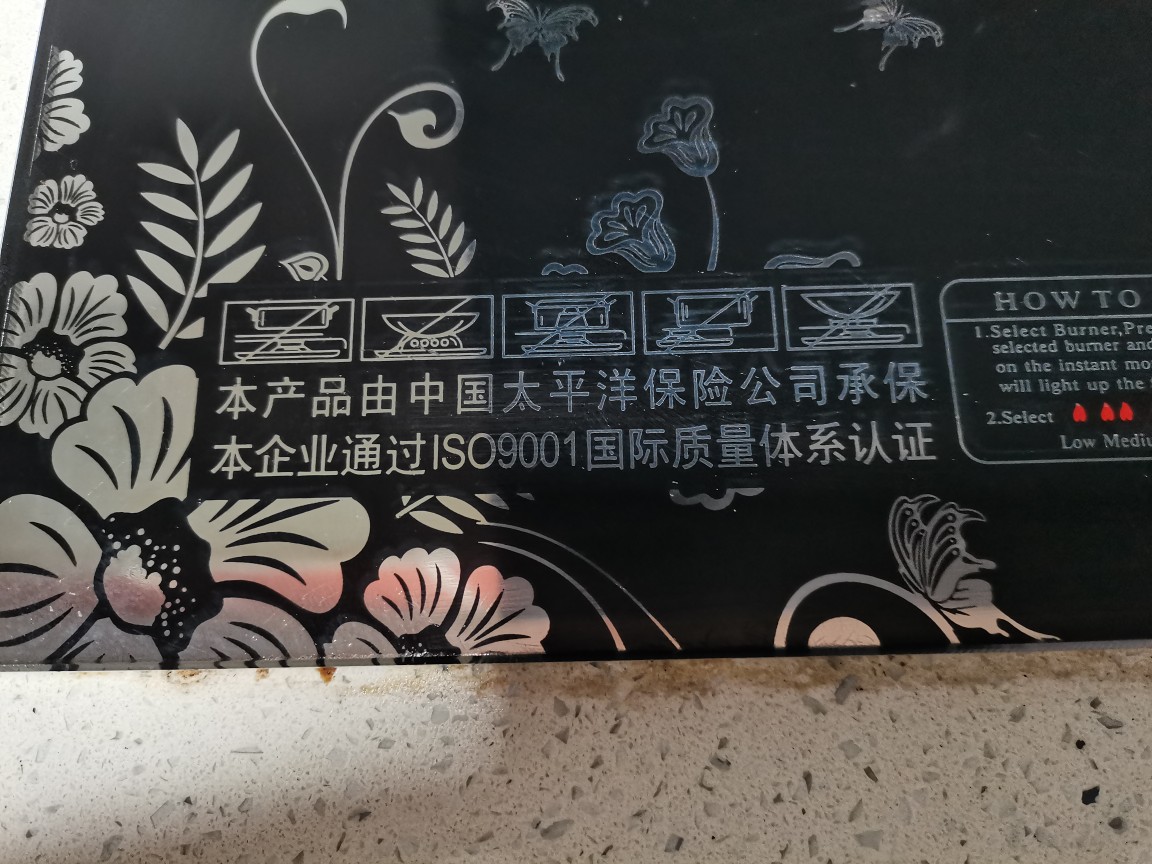 本产品由中国太平洋保险公司承保
本企业通过ISO9001国际质量体系认证
HOW TO
1.Select Burner,Pre
selected burner and
on the instant mo
will light up the
2.Select
Low Mediu